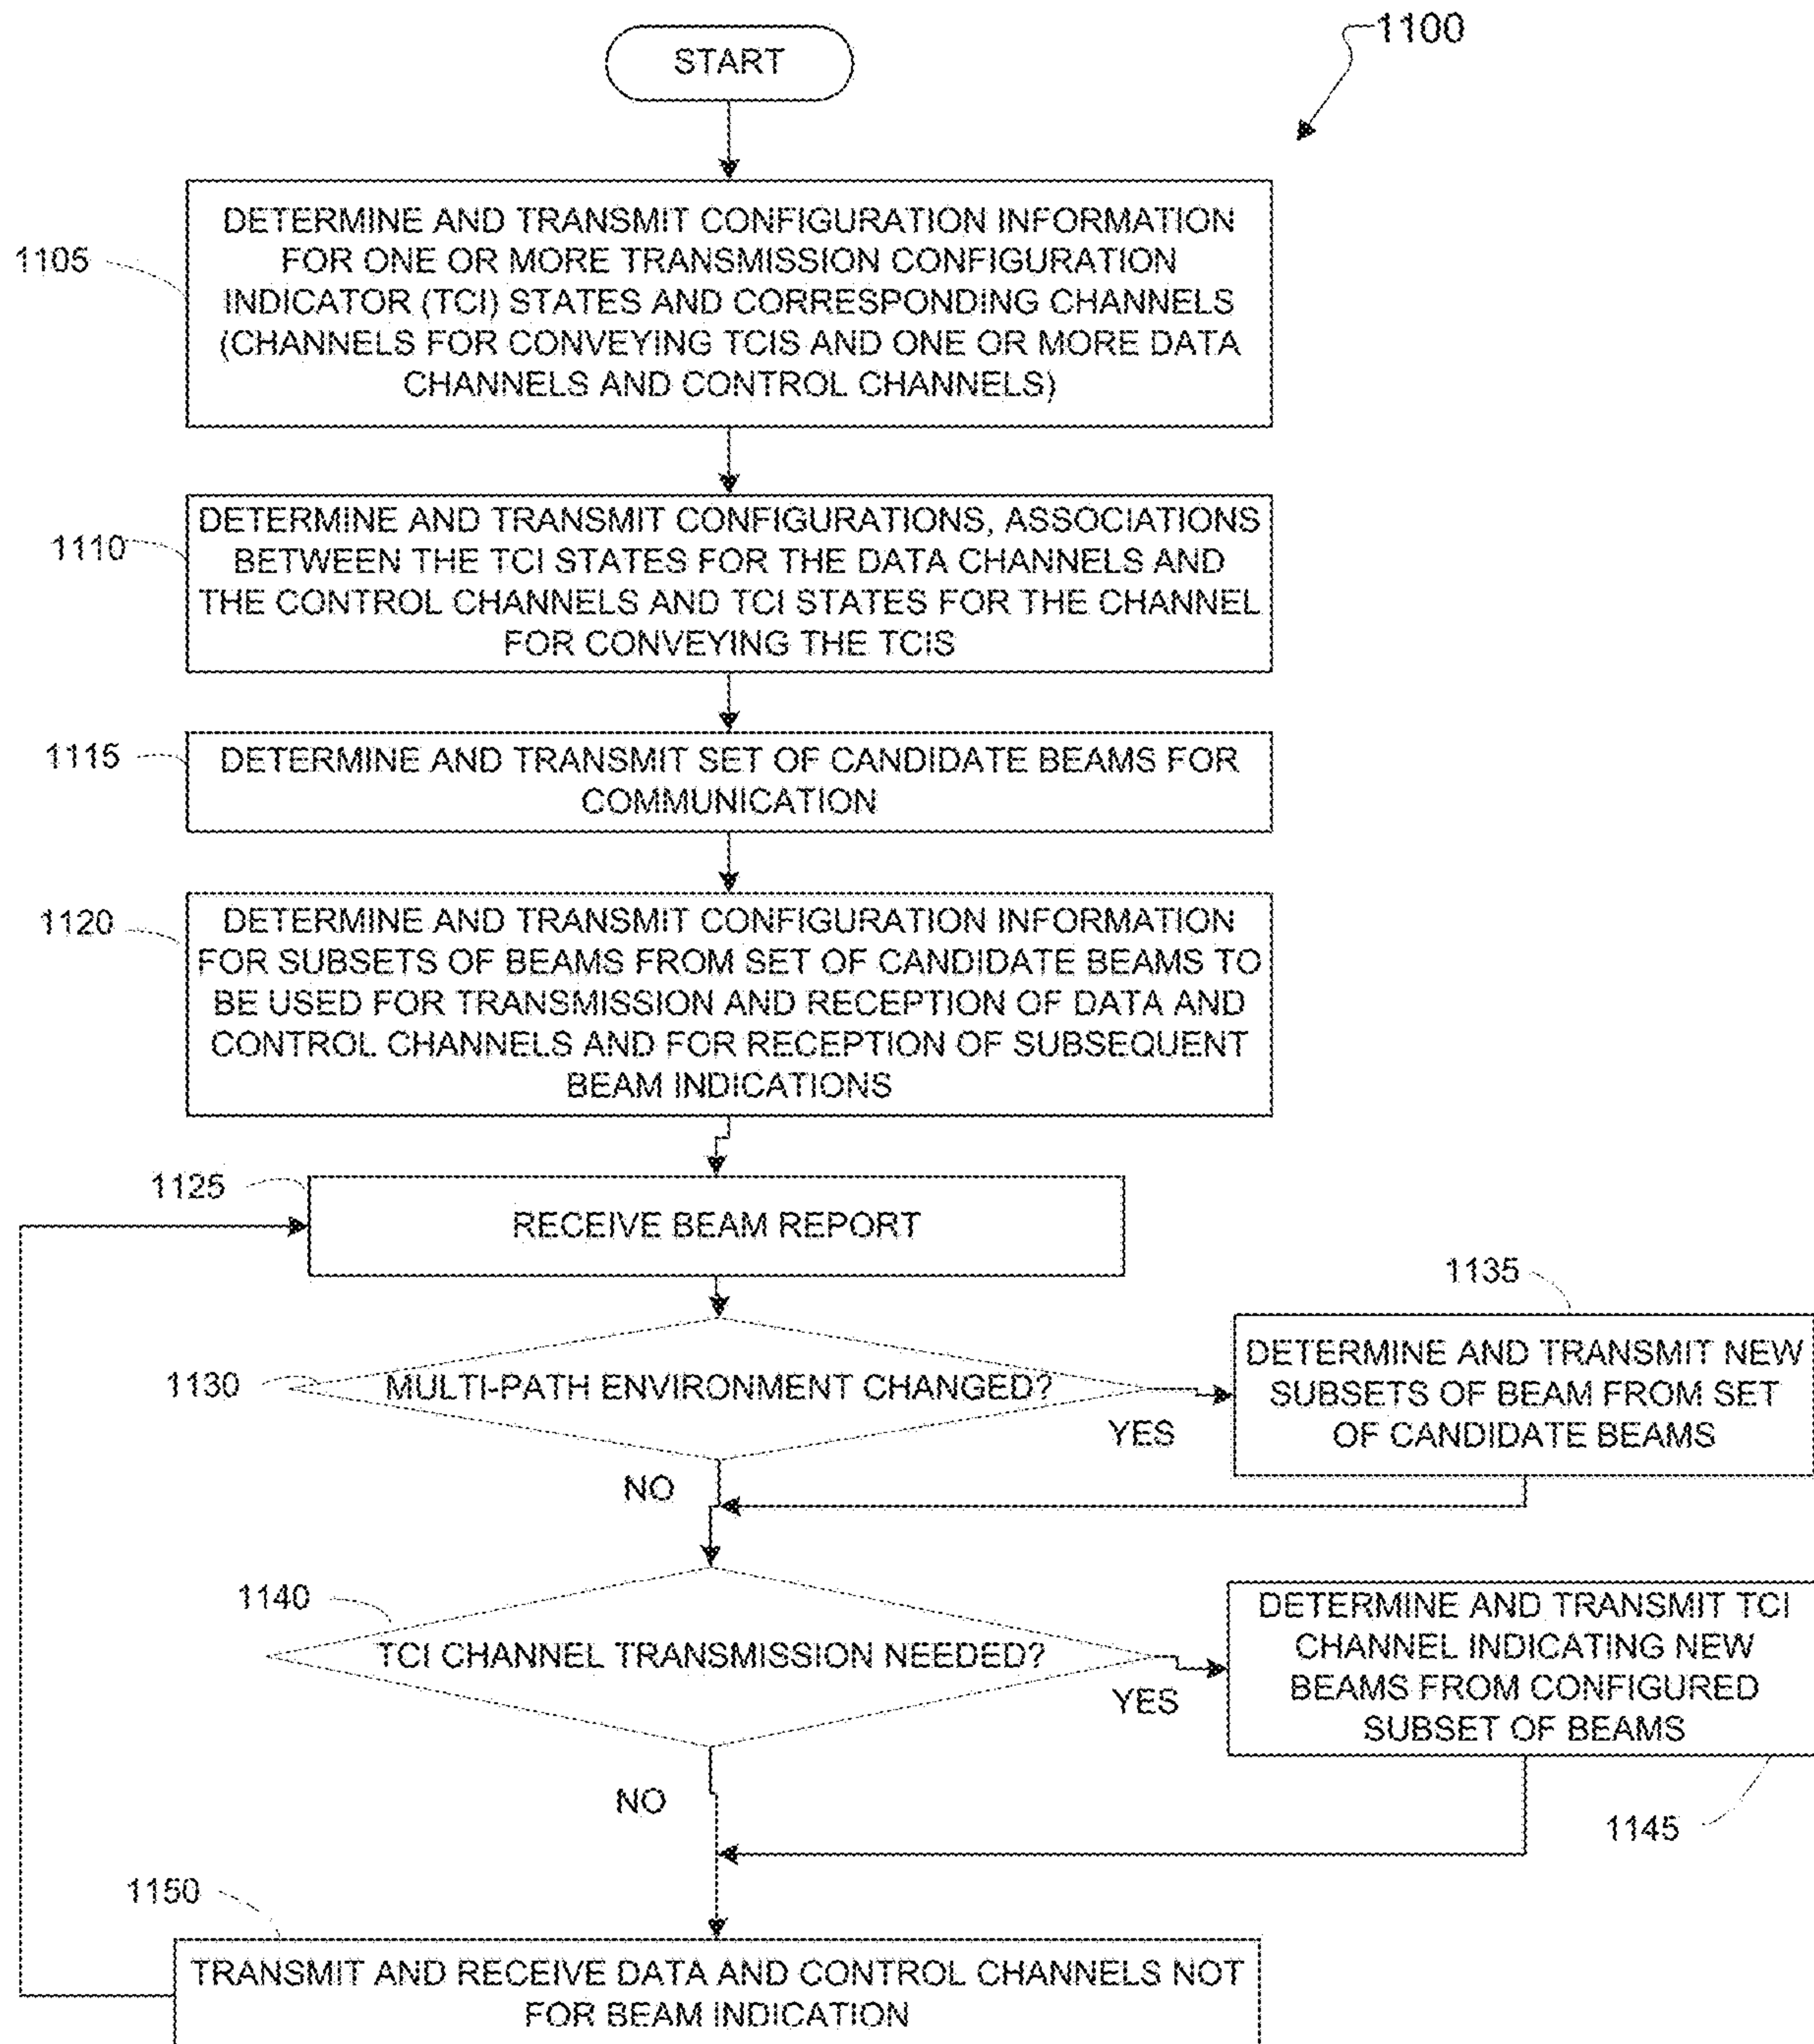 1100
START
1105
DETERMINE AND TRANSMIT CONFIGURATION INFORMATION
FOR ONE OR MORE TRANSMISSION CONFIGURATION
INDICATOR (TCI) STATES AND CORRESPONDING CHANNELS
(CHANNELS FOR CONVEYING TCIS AND ONE OR MORE DATA
CHANNELS AND CONTROL CHANNELS)
1110
DETERMINE AND TRANSMIT CONFIGURATIONS, ASSOCIATIONS
BETWEEN THE TCI STATES FOR THE DATA CHANNELS AND
THE CONTROL CHANNELS AND TCI STATES FOR THE CHANNEL
FOR CONVEYING THE TCIS
1115
DETERMINE AND TRANSMIT SET OF CANDIDATE BEAMS FOR
COMMUNICATION
1120
DETERMINE AND TRANSMIT CONFIGURATION INFORMATION
FOR SUBSETS OF BEAMS FROM SET OF CANDIDATE BEAMS TO
BE USED FOR TRANSMISSION AND RECEPTION OF DATA AND
CONTROL CHANNELS AND FOR RECEPTION OF SUBSEQUENT
BEAM INDICATIONS
1125
RECEIVE BEAM REPORT
1130
MULTI-PATH ENVIRONMENT CHANGED?
YES
NO
1135
DETERMINE AND TRANSMIT NEW
SUBSETS OF BEAM FROM SET
OF CANDIDATE BEAMS
1140
TCI CHANNEL TRANSMISSION NEEDED?
YES
NO
DETERMINE AND TRANSMIT TCI
CHANNEL INDICATING NEW
BEAMS FROM CONFIGURED
SUBSET OF BEAMS
1145
1150
TRANSMIT AND RECEIVE DATA AND CONTROL CHANNELS NOT
FOR BEAM INDICATION